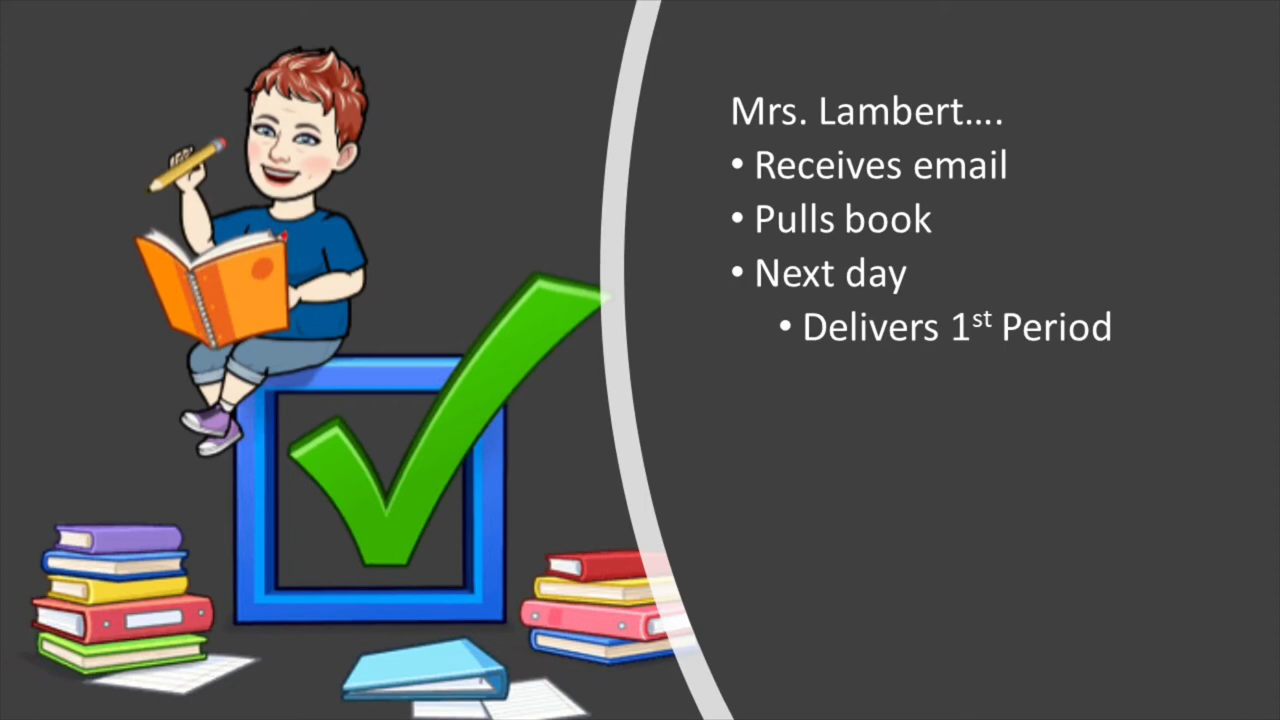 Mrs. Lambert....
• Receives email
• Pulls book
• Next day
• Delivers 1st Period